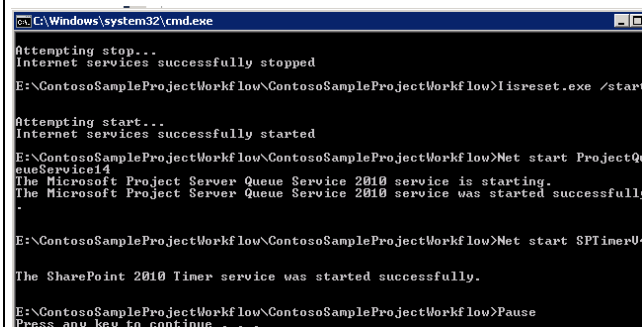 C:\Windows\system32\cmd.exe
Attempting stop...
Internet services successfully stopped
E:\ContosoSampleProjectWorkflow\ContosoSampleProjectWorkflow>Iisreset.exe /start
Attempting start...
Internet services successfully started
E:\ContosoSampleProjectWorkflow\ContosoSampleProjectWorkflow>Net start ProjectQu
eueService14
The Microsoft Project Server Queue Service 2010 service is starting.
The Microsoft Project Server Queue Service 2010 service was started successfully
.
E:\ContosoSampleProjectWorkflow\ContosoSampleProjectWorkflow>Net start SPTimerV4
The SharePoint 2010 Timer service was started successfully.
E:\ContosoSampleProjectWorkflow\ContosoSampleProjectWorkflow>Pause
Press any key to continue . . .